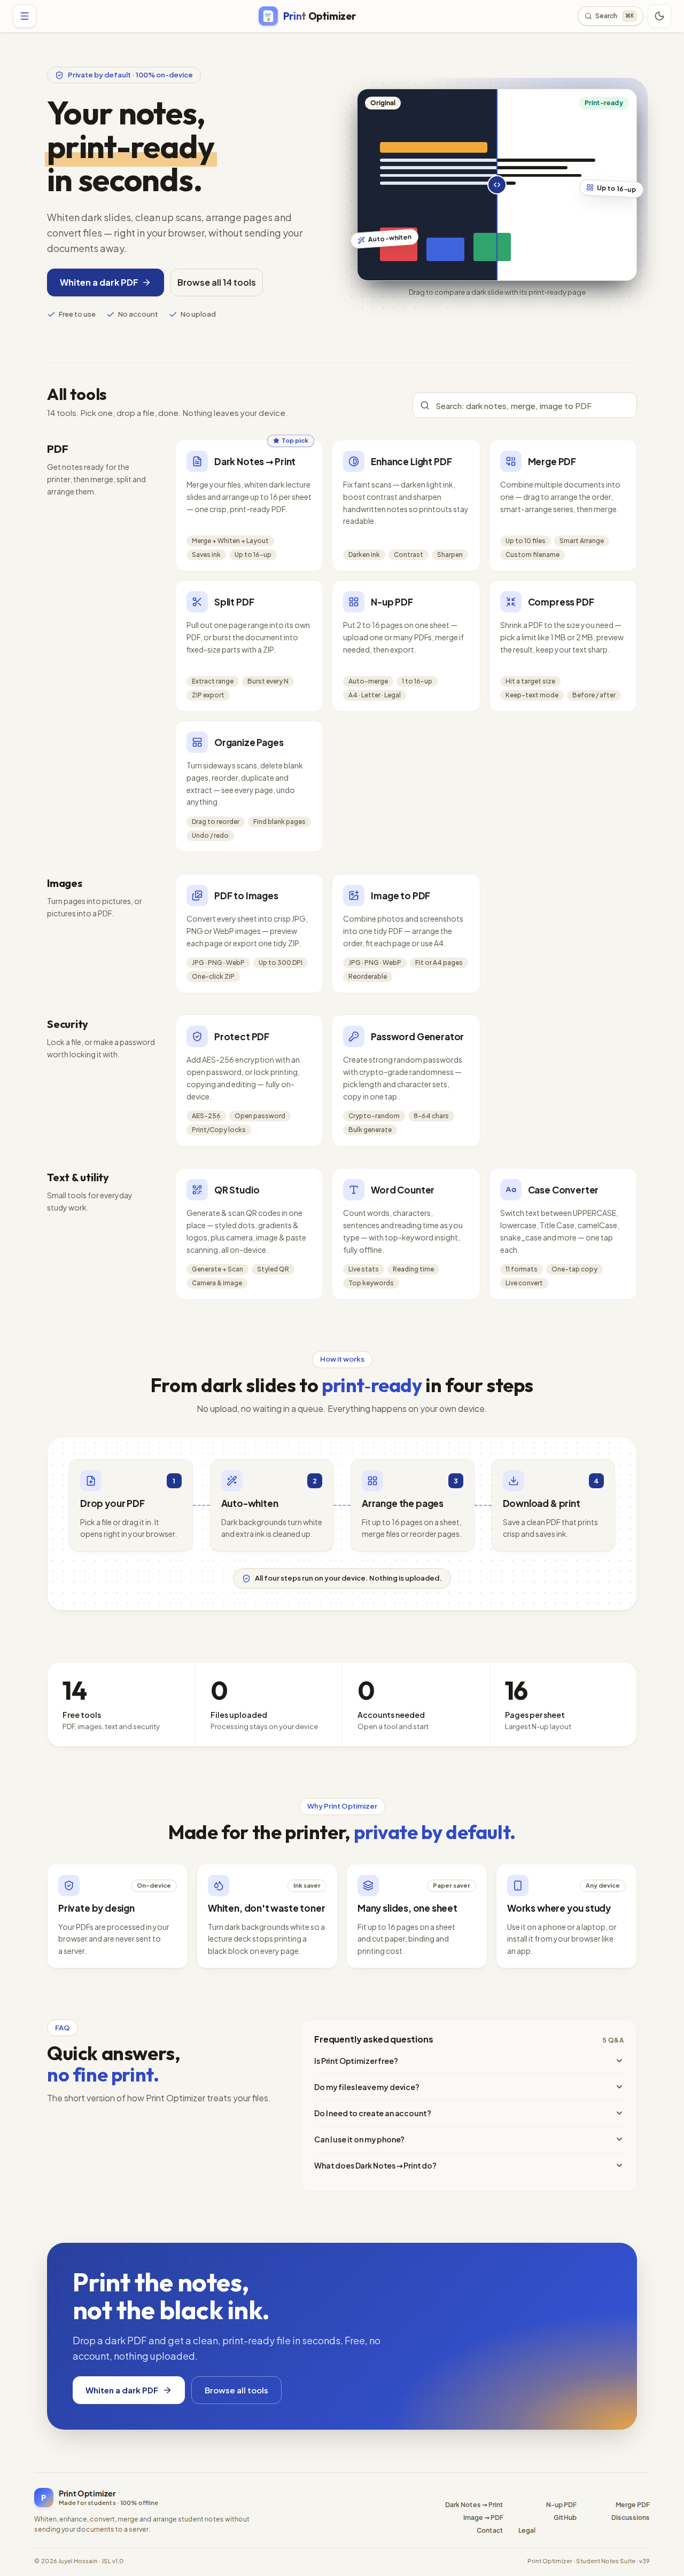 Print Optimizer
Search ⌘K
Private by default · 100% on-device
Your notes,
print-ready
in seconds.
Whiten dark slides, clean up scans, arrange pages and
convert files — right in your browser, without sending your
documents away.
Whiten a dark PDF →
Browse all 14 tools
Free to use
No account
No upload
Original
Print-ready
Up to 16-up
Auto-whiten
Drag to compare a dark slide with its print-ready page
All tools
14 tools. Pick one, drop a file, done. Nothing leaves your device.
Search: dark notes, merge, image to PDF
PDF
Get notes ready for the
printer, then merge, split and
arrange them.
Top pick
Dark Notes → Print
Merge your files, whiten dark lecture
slides and arrange up to 16 per sheet
— one crisp, print-ready PDF.
Merge + Whiten + Layout
Saves ink
Up to 16-up
Enhance Light PDF
Fix faint scans — darken light ink,
boost contrast and sharpen
handwritten notes so printouts stay
readable.
Darken ink
Contrast
Sharpen
Merge PDF
Combine multiple documents into
one — drag to arrange the order,
smart-arrange series, then merge.
Up to 10 files
Smart Arrange
Custom filename
Split PDF
Pull out one page range into its own
PDF, or burst the document into
fixed-size parts with a ZIP.
Extract range
Burst every N
ZIP export
N-up PDF
Put 2 to 16 pages on one sheet —
upload one or many PDFs, merge if
needed, then export.
Auto-merge
1 to 16-up
A4 · Letter · Legal
Compress PDF
Shrink a PDF to the size you need —
pick a limit like 1 MB or 2 MB, preview
the result, keep your text sharp.
Hit a target size
Keep-text mode
Before / after
Organize Pages
Turn sideways scans, delete blank
pages, reorder, duplicate and
extract — see every page, undo
anything.
Drag to reorder
Find blank pages
Undo / redo
Images
Turn pages into pictures, or
pictures into a PDF.
PDF to Images
Convert every sheet into crisp JPG,
PNG or WebP images — preview
each page or export one tidy ZIP.
JPG · PNG · WebP
Up to 300 DPI
One-click ZIP
Image to PDF
Combine photos and screenshots
into one tidy PDF — arrange the
order, fit each page or use A4.
JPG · PNG · WebP
Fit or A4 pages
Reorderable
Security
Lock a file, or make a password
worth locking it with.
Protect PDF
Add AES-256 encryption with an
open password, or lock printing,
copying and editing — fully on-
device.
AES-256
Open password
Print/Copy locks
Password Generator
Create strong random passwords
with crypto-grade randomness —
pick length and character sets,
copy in one tap.
Crypto-random
8-64 chars
Bulk generate
Text & utility
Small tools for everyday
study work.
QR Studio
Generate & scan QR codes in one
place — styled dots, gradients &
logos, plus camera, image & paste
scanning, all on-device.
Generate + Scan
Styled QR
Camera & image
Word Counter
Count words, characters,
sentences and reading time as you
type — with top-keyword insight,
fully offline.
Live stats
Reading time
Top keywords
Aa
Case Converter
Switch text between UPPERCASE,
lowercase, Title Case, camelCase,
snake_case and more — one tap
each.
11 formats
One-tap copy
Live convert
How it works
From dark slides to print-ready in four steps
No upload, no waiting in a queue. Everything happens on your own device.
1
Drop your PDF
Pick a file or drag it in. It
opens right in your browser.
2
Auto-whiten
Dark backgrounds turn white
and extra ink is cleaned up.
3
Arrange the pages
Put up to 16 pages on a sheet,
merge files or reorder pages.
4
Download & print
Save a clean PDF that prints
crisp and saves ink.
All four steps run on your device. Nothing is uploaded.
14
Free tools
PDF, images, text and security
0
Files uploaded
Processing stays on your device
0
Accounts needed
Open a tool and start
16
Pages per sheet
Largest N-up layout
Why Print Optimizer
Made for the printer, private by default.
On-device
Private by design
Your PDFs are processed in your
browser and are never sent to
a server.
Ink saver
Whiten, don't waste toner
Turn dark backgrounds white so a
lecture deck stops printing a
black block on every page.
Paper saver
Many slides, one sheet
Fit up to 16 pages on a sheet
and cut paper, binding and
printing cost.
Any device
Works where you study
Use it on a phone or a laptop, or
install it from your browser like
an app.
FAQ
Quick answers,
no fine print.
The short version of how Print Optimizer treats your files.
Frequently asked questions
5 Q&A
Is Print Optimizer free?
Do my files leave my device?
Do I need to create an account?
Can I use it on my phone?
What does Dark Notes → Print do?
Print the notes,
not the black ink.
Drop a dark PDF and get a clean, print-ready file in seconds. Free, no
account, nothing uploaded.
Whiten a dark PDF →
Browse all tools
P
Print Optimizer
Made for students · 100% offline
Whiten, enhance, convert, merge and arrange student notes without
sending your documents to a server.
Dark Notes → Print
N-up PDF
Merge PDF
Image → PDF
GitHub
Discussions
Contact
Legal
© 2026 Juyel Hossain · JSL v1.0
Print Optimizer · Student Notes Suite · v39